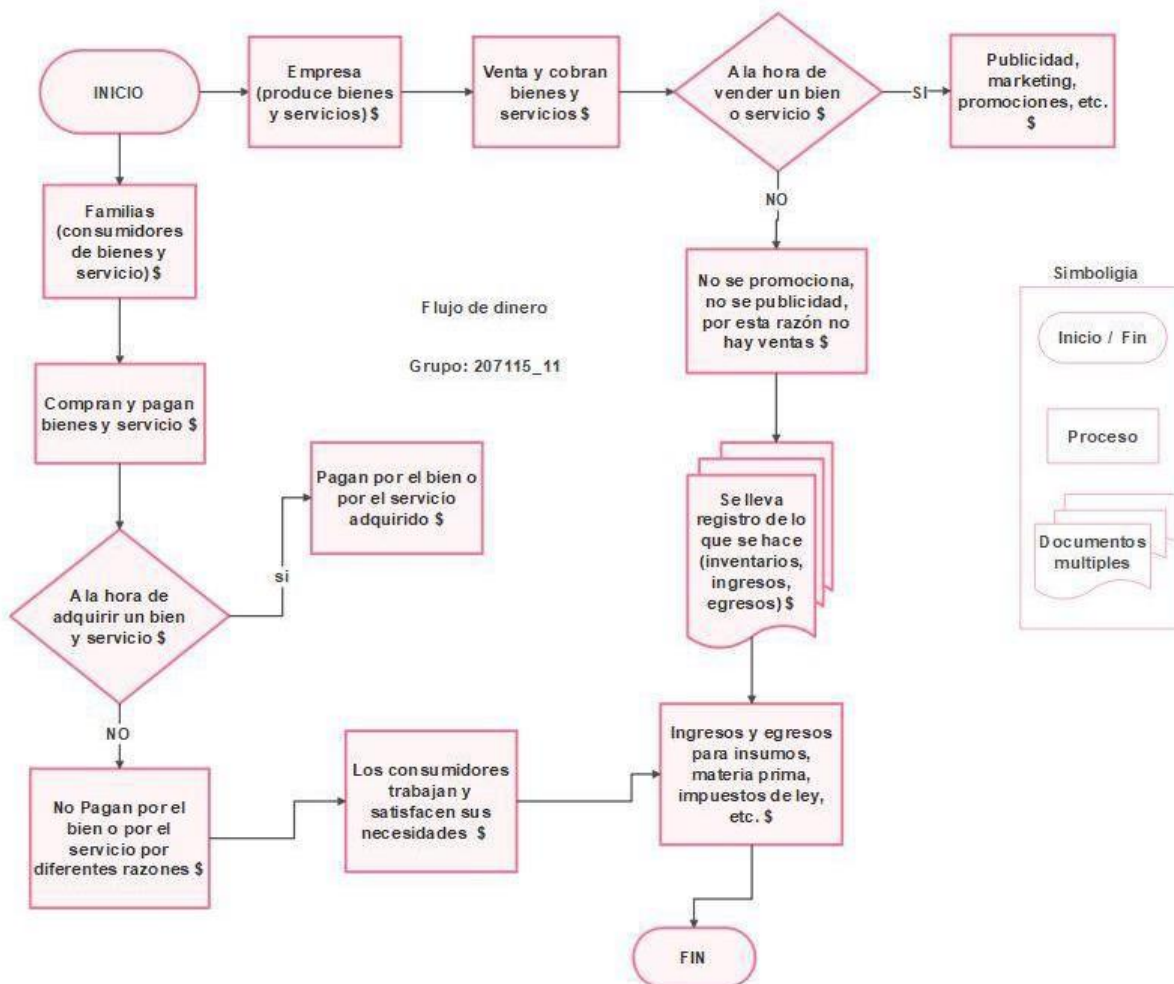 INICIO
Empresa
(produce bienes
y servicios) $
Venta y cobran
bienes y
servicios $
A la hora de
vender un bien
o servicio $
SI
Publicidad,
marketing,
promociones, etc.
$
NO
Familias
(consumidores
de bienes y
servicio) $
No se promociona,
no se publicidad,
por esta razón no
hay ventas $
Simboligia
Inicio / Fin
Proceso
Documentos
multiples
Flujo de dinero
Grupo: 207115_11
Compran y pagan
bienes y servicio $
Pagan por el bien o
por el servicio
adquirido $
si
Se lleva
registro de lo
que se hace
(inventarios,
ingresos,
egresos) $
A la hora de
adquirir un bien
y servicio $
NO
No Pagan por el
bien o por el
servicio por
diferentes razones $
Los consumidores
trabajan y
satisfacen sus
necesidades $
Ingresos y egresos
para insumos,
materia prima,
impuestos de ley,
etc. $
FIN